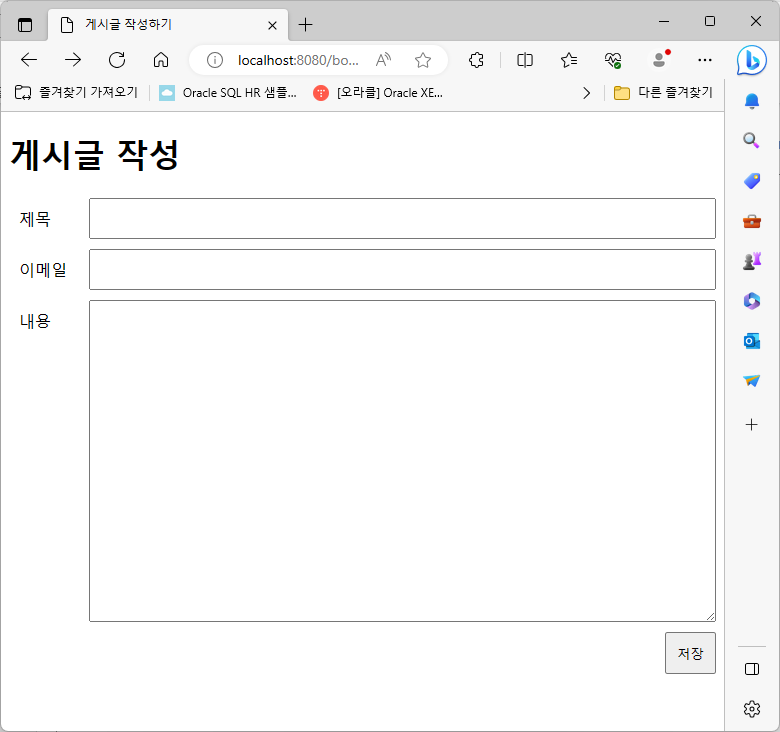 게시글 작성하기
localhost:8080/bo...
즐겨찾기 가져오기 Oracle SQL HR 샘플... [오라클] Oracle XE... 다른 즐겨찾기
게시글 작성
제목
이메일
내용
저장